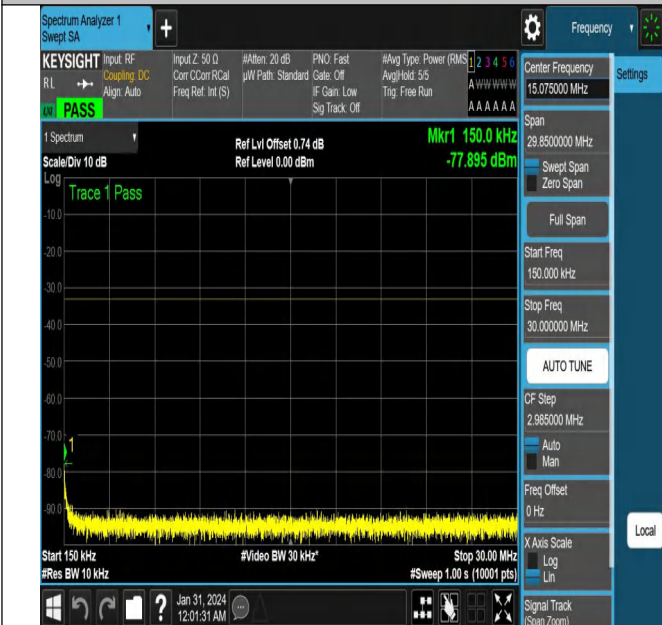 Spectrum Analyzer 1
Swept SA
+
Frequency
KEYSIGHT
Input: RF
Input Z: 50 Ω
#Atten: 20 dB
PNO: Fast
#Avg Type: Power (RMS
1 2 3 4 5 6
RL
Coupling: DC
Corr CCorr RCal
µW Path: Standard
Gate: Off
Avg|Hold: 5/5
A W W W W W
Align: Auto
Freq Ref: Int (S)
IF Gain: Low
Trig: Free Run
PASS
Sig Track: Off
A A A A A A
1 Spectrum
Ref Lvl Offset 0.74 dB
Mkr1 150.0 kHz
Scale/Div 10 dB
Ref Level 0.00 dBm
-77.895 dBm
Log
Trace 1 Pass
-10.0
-20.0
-30.0
-40.0
-50.0
-60.0
-70.0
1
-80.0
-90.0
Start 150 kHz
#Video BW 30 kHz*
Stop 30.00 MHz
#Res BW 10 kHz
#Sweep 1.00 s (10001 pts)
?
Jan 31, 2024
12:01:31 AM
Center Frequency
15.075000 MHz
Settings
Span
29.8500000 MHz
Swept Span
Zero Span
Full Span
Start Freq
150.000 kHz
Stop Freq
30.000000 MHz
AUTO TUNE
CF Step
2.985000 MHz
Auto
Man
Freq Offset
0 Hz
Local
X Axis Scale
Log
Lin
Signal Track
(Span Zoom)